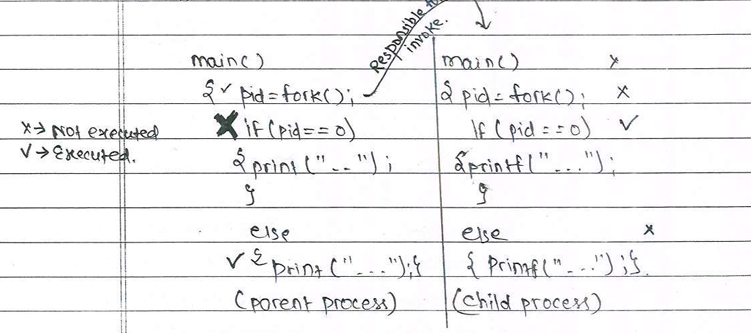 Responsible to
invoke.
main()
{ ✓ pid=fork();
✗ if(pid==0)
{ print ("..");
}
else
✓ { print ("...");}
(parent process)
main() x
{ pid=fork(); x
if (pid==0) ✓
{printf("...");
}
else x
{ printf("...");}.
(child process)
x→ Not executed
✓→ Executed.